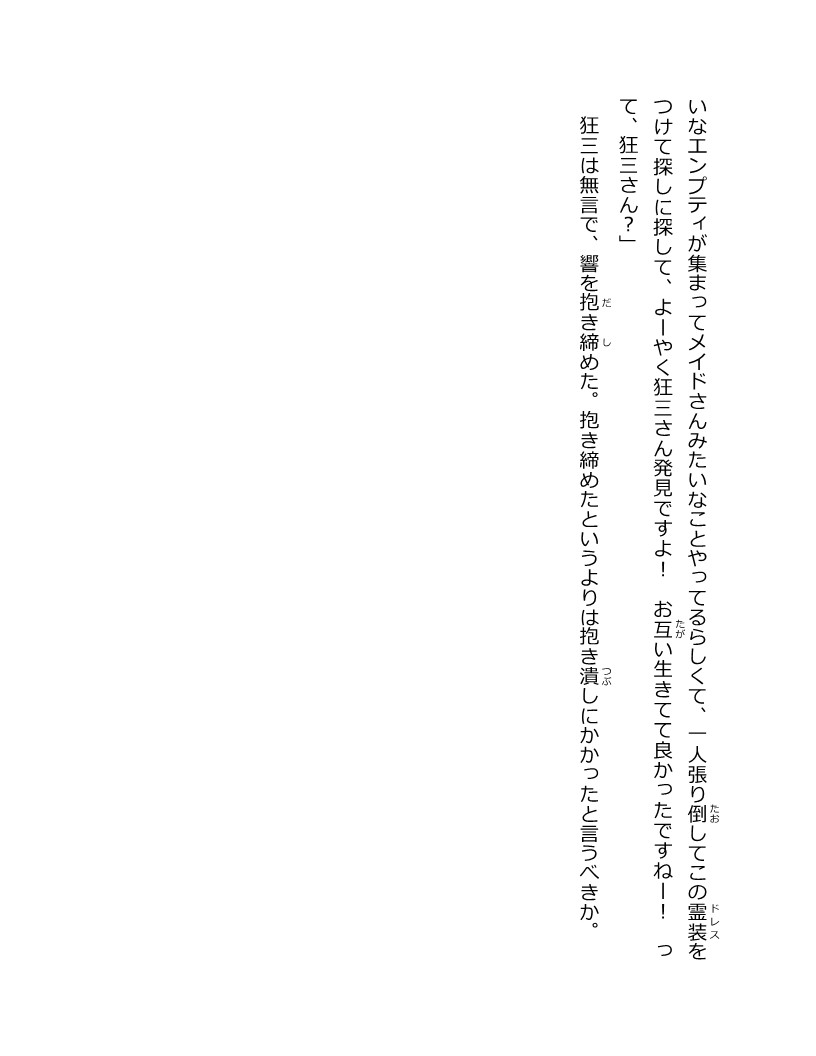 いなエンプティが集まってメイドさんみたいなことやってるらしくて、一人張り倒してこの霊装を
つけて探しに探して、よーやく狂三さん発見ですよ!　お互い生きてて良かったですねー!　っ
て、狂三さん?」
　狂三は無言で、響を抱き締めた。抱き締めたというよりは抱き潰しにかかったと言うべきか。